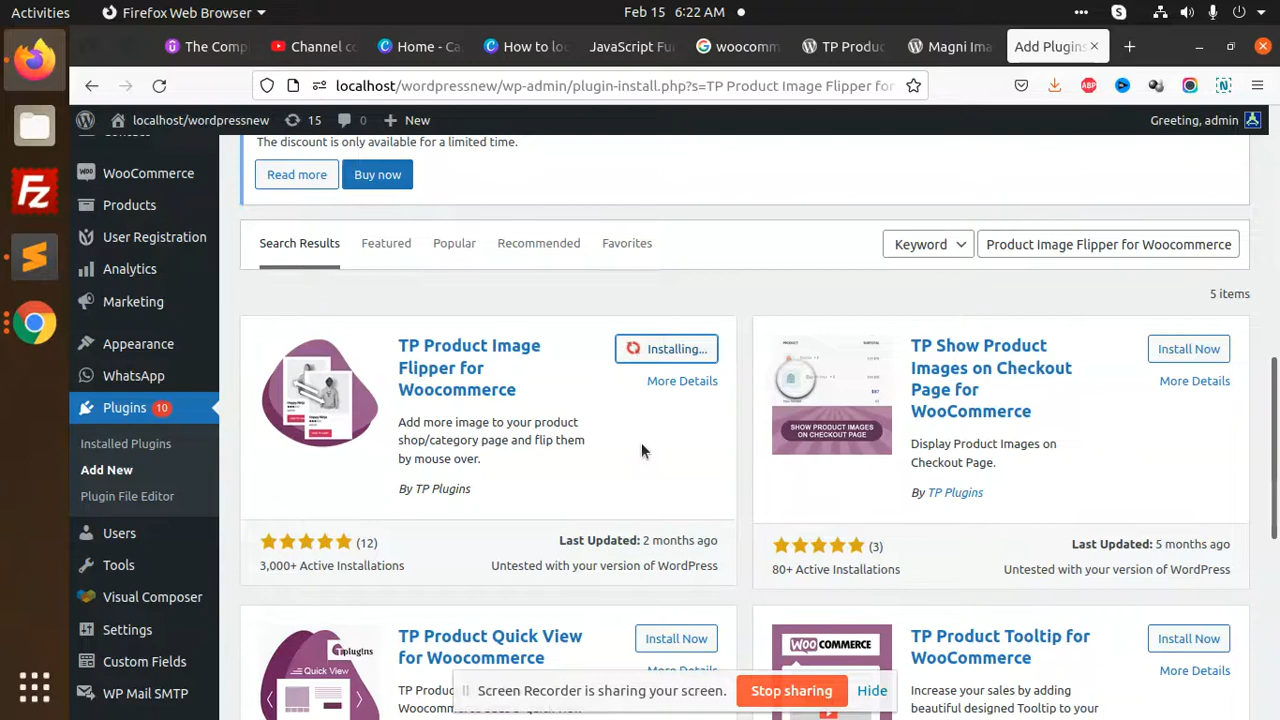 Activities
Firefox Web Browser
Feb 15 6:22 AM
The Comp
Channel co
Home - Ca
How to lo
JavaScript Fu
woocomm
TP Produc
Magni Ima
Add Plugins
localhost/wordpressnew/wp-admin/plugin-install.php?s=TP Product Image Flipper for
ABP
localhost/wordpressnew
15
0
New
Greeting, admin
The discount is only available for a limited time.
Read more
Buy now
WooCommerce
Products
User Registration
Analytics
Marketing
Appearance
WhatsApp
Plugins 10
Installed Plugins
Add New
Plugin File Editor
Users
Tools
Visual Composer
Settings
Custom Fields
WP Mail SMTP
Search Results
Featured
Popular
Recommended
Favorites
Keyword
Product Image Flipper for Woocommerce
5 items
TP Product Image
Flipper for
Woocommerce
Installing...
More Details
Add more image to your product
shop/category page and flip them
by mouse over.
By TP Plugins
(12)
3,000+ Active Installations
Last Updated: 2 months ago
Untested with your version of WordPress
TP Show Product
Images on Checkout
Page for
WooCommerce
Install Now
More Details
SHOW PRODUCT IMAGES
ON CHECKOUT PAGE
Display Product Images on
Checkout Page.
By TP Plugins
(3)
80+ Active Installations
Last Updated: 5 months ago
Untested with your version of WordPress
TP Product Quick View
for Woocommerce
Install Now
Quick View
TP Product Tooltip for
WooCommerce
Install Now
More Details
WOO COMMERCE
Increase your sales by adding
beautiful designed Tooltip to your
Screen Recorder is sharing your screen.
Stop sharing
Hide